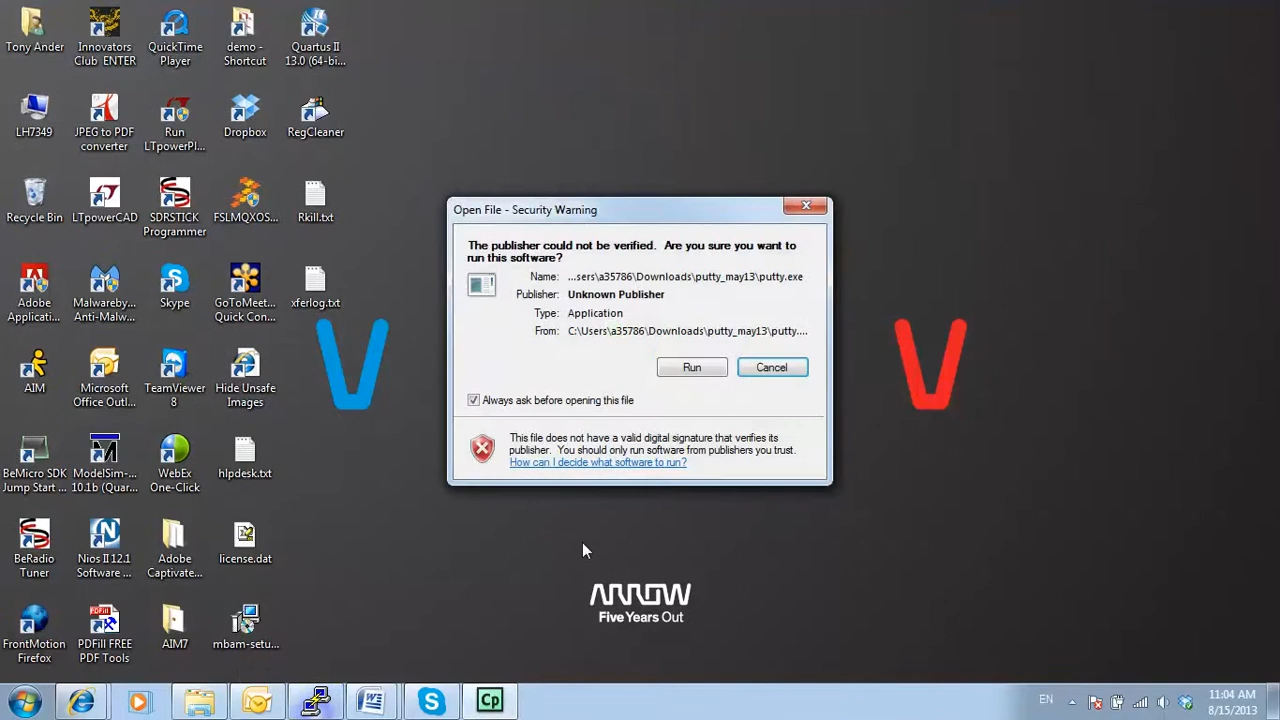 Tony Ander
Innovators
Club ENTER
QuickTime
Player
demo -
Shortcut
Quartus II
13.0 (64-bi...
LH7349
JPEG to PDF
converter
Run
LTpowerPl...
Dropbox
RegCleaner
Recycle Bin
LTpowerCAD
SDRSTICK
Programmer
FSLMQXOS...
Rkill.txt
Adobe
Applicati...
Malwareby...
Anti-Malw...
Skype
GoToMeet...
Quick Con...
xferlog.txt
AIM
Microsoft
Office Outl...
TeamViewer
8
Hide Unsafe
Images
BeMicro SDK
Jump Start ...
ModelSim-...
10.1b (Quar...
WebEx
One-Click
hlpdesk.txt
BeRadio
Tuner
Nios II 12.1
Software ...
Adobe
Captivate...
license.dat
FrontMotion
Firefox
PDFill FREE
PDF Tools
AIM7
mbam-setu...
Open File - Security Warning
The publisher could not be verified. Are you sure you want to
run this software?
Name: ...sers\a35786\Downloads\putty_may13\putty.exe
Publisher: Unknown Publisher
Type: Application
From: C:\Users\a35786\Downloads\putty_may13\putty....
Run
Cancel
Always ask before opening this file
This file does not have a valid digital signature that verifies its
publisher. You should only run software from publishers you trust.
How can I decide what software to run?
V
V
ARROW
Five Years Out
Cp
EN
11:04 AM
8/15/2013